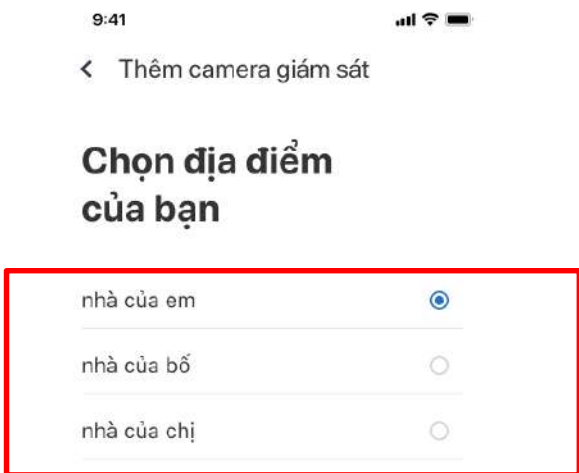 9:41
Thêm camera giám sát
Chọn địa điểm
của bạn
nhà của em
nhà của bố
nhà của chị